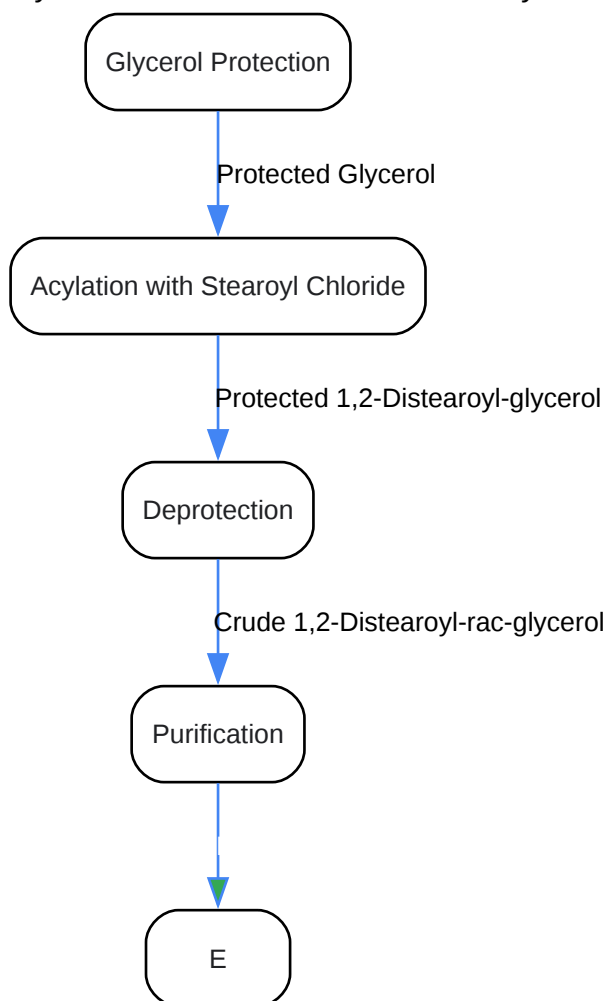 Glycerol Protection
Protected Glycerol
Acylation with Stearoyl Chloride
Protected 1,2-Distearoyl-glycerol
Deprotection
Crude 1,2-Distearoyl-rac-glycerol
Purification
E